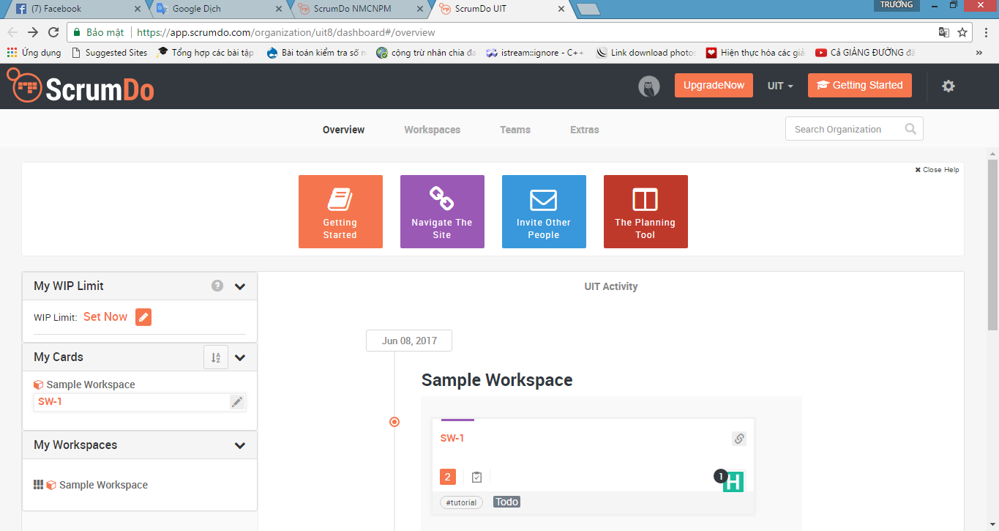 (7) Facebook
Google Dịch
ScrumDo NMCNPM
ScrumDo UIT
TRƯỜNG
Bảo mật
https://app.scrumdo.com/organization/uit8/dashboard#/overview
Ứng dụng
Suggested Sites
Tổng hợp các bài tập
Bài toán kiểm tra số n
cộng trừ nhân chia đa
istream::ignore - C++
Link download photos
Hiện thực hóa các giả
Cả GIẢNG ĐƯỜNG đã
ScrumDo
UpgradeNow
UIT
Getting Started
Overview
Workspaces
Teams
Extras
Search Organization
Close Help
Getting
Started
Navigate The
Site
Invite Other
People
The Planning
Tool
My WIP Limit
?
WIP Limit: Set Now
My Cards
Sample Workspace
SW-1
My Workspaces
Sample Workspace
UIT Activity
Jun 08, 2017
Sample Workspace
SW-1
2
1
H
#tutorial
Todo